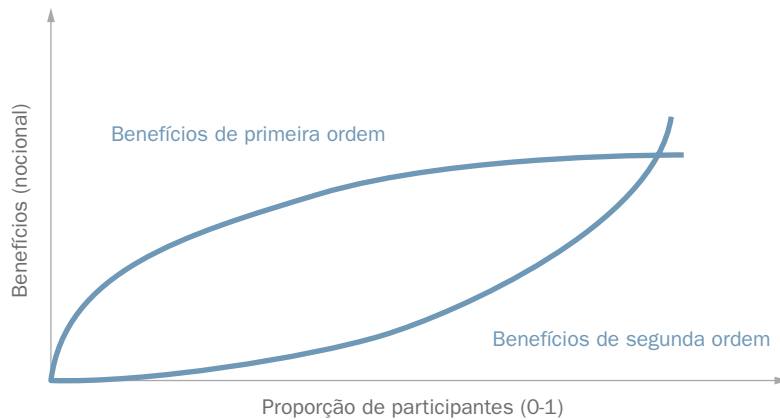 Benefícios (nocional)
Benefícios de primeira ordem
Benefícios de segunda ordem
Proporção de participantes (0-1)